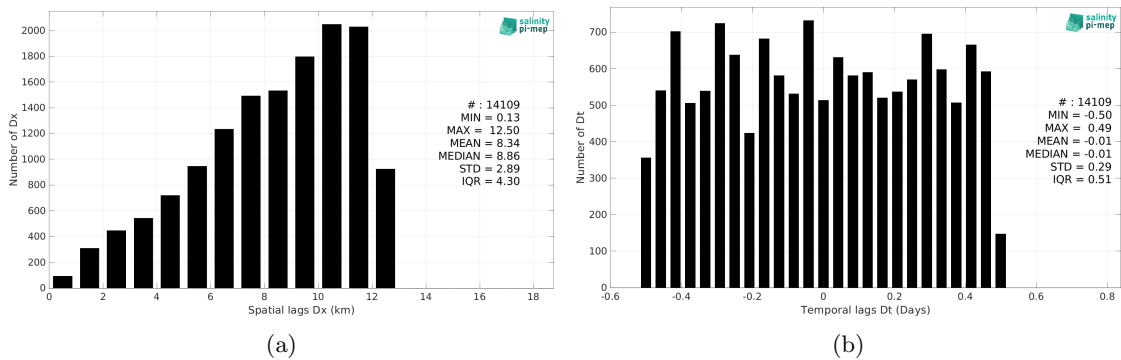 salinity
pi-mep
2000
1800
1600
1400
1200
1000
800
600
400
200
0
Number of Dx
# : 14109
MIN = 0.13
MAX = 12.50
MEAN = 8.34
MEDIAN = 8.86
STD = 2.89
IQR = 4.30
0 2 4 6 8 10 12 14 16 18
Spatial lags Dx (km)
(a)
salinity
pi-mep
700
600
500
400
300
200
100
0
Number of Dt
# : 14109
MIN = -0.50
MAX = 0.49
MEAN = -0.01
MEDIAN = -0.01
STD = 0.29
IQR = 0.51
-0.6 -0.4 -0.2 0 0.2 0.4 0.6 0.8
Temporal lags Dt (Days)
(b)